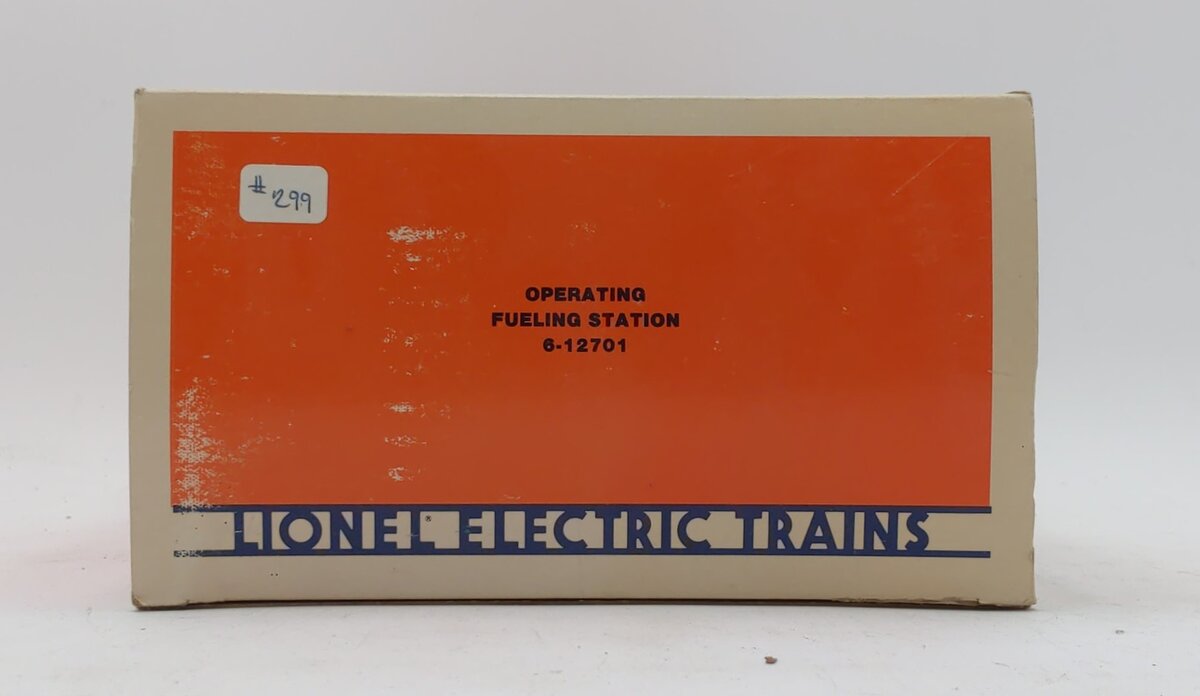 # 299
OPERATING
FUELING STATION
6-12701
LIONEL® ELECTRIC TRAINS